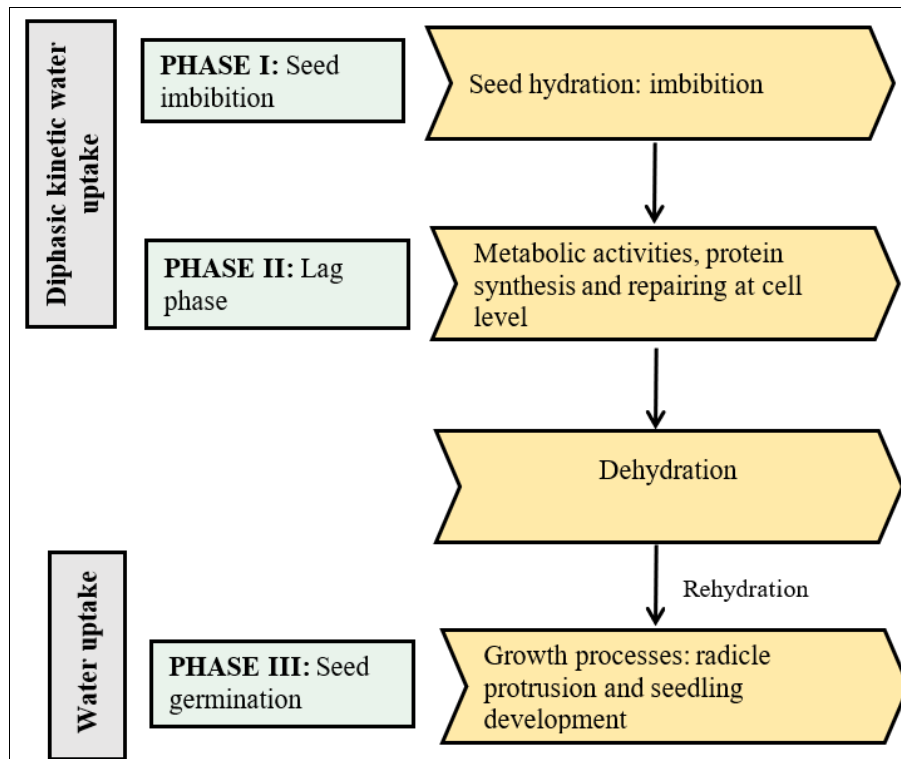 Diphasic kinetic water
uptake
PHASE I: Seed
imbibition
Seed hydration: imbibition
PHASE II: Lag
phase
Metabolic activities, protein
synthesis and repairing at cell
level
Dehydration
Rehydration
Water uptake
PHASE III: Seed
germination
Growth processes: radicle
protrusion and seedling
development